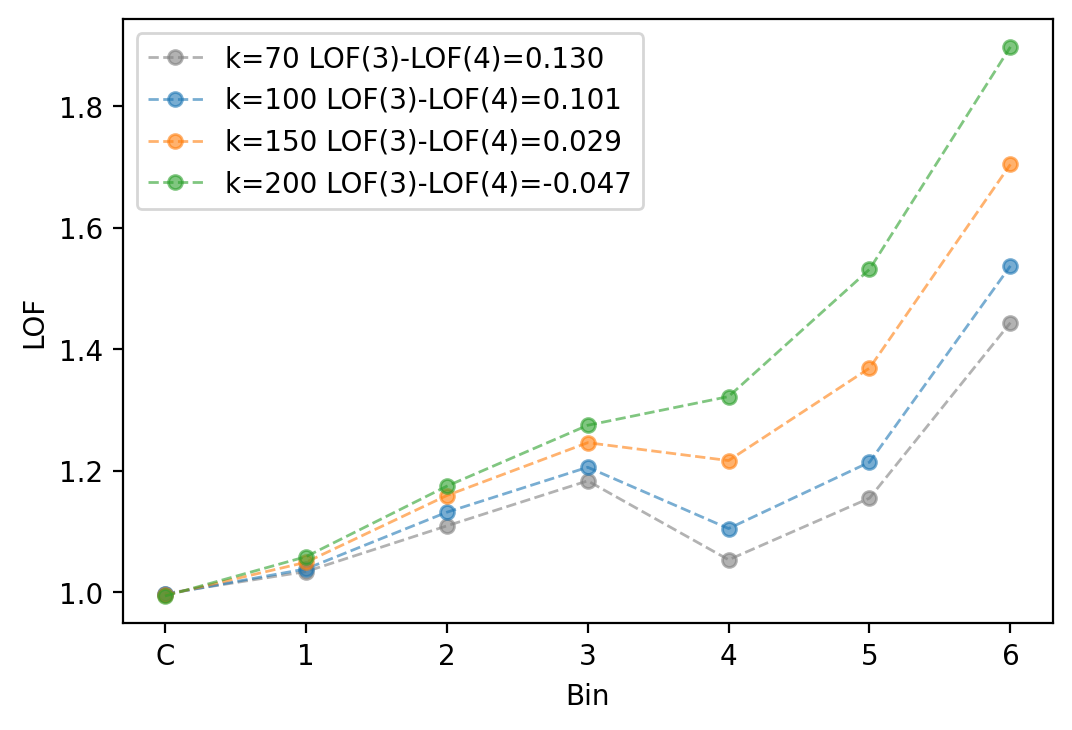 k=70 LOF(3)-LOF(4)=0.130
k=100 LOF(3)-LOF(4)=0.101
k=150 LOF(3)-LOF(4)=0.029
k=200 LOF(3)-LOF(4)=-0.047
1.8
1.6
1.4
1.2
1.0
LOF
C 1 2 3 4 5 6
Bin